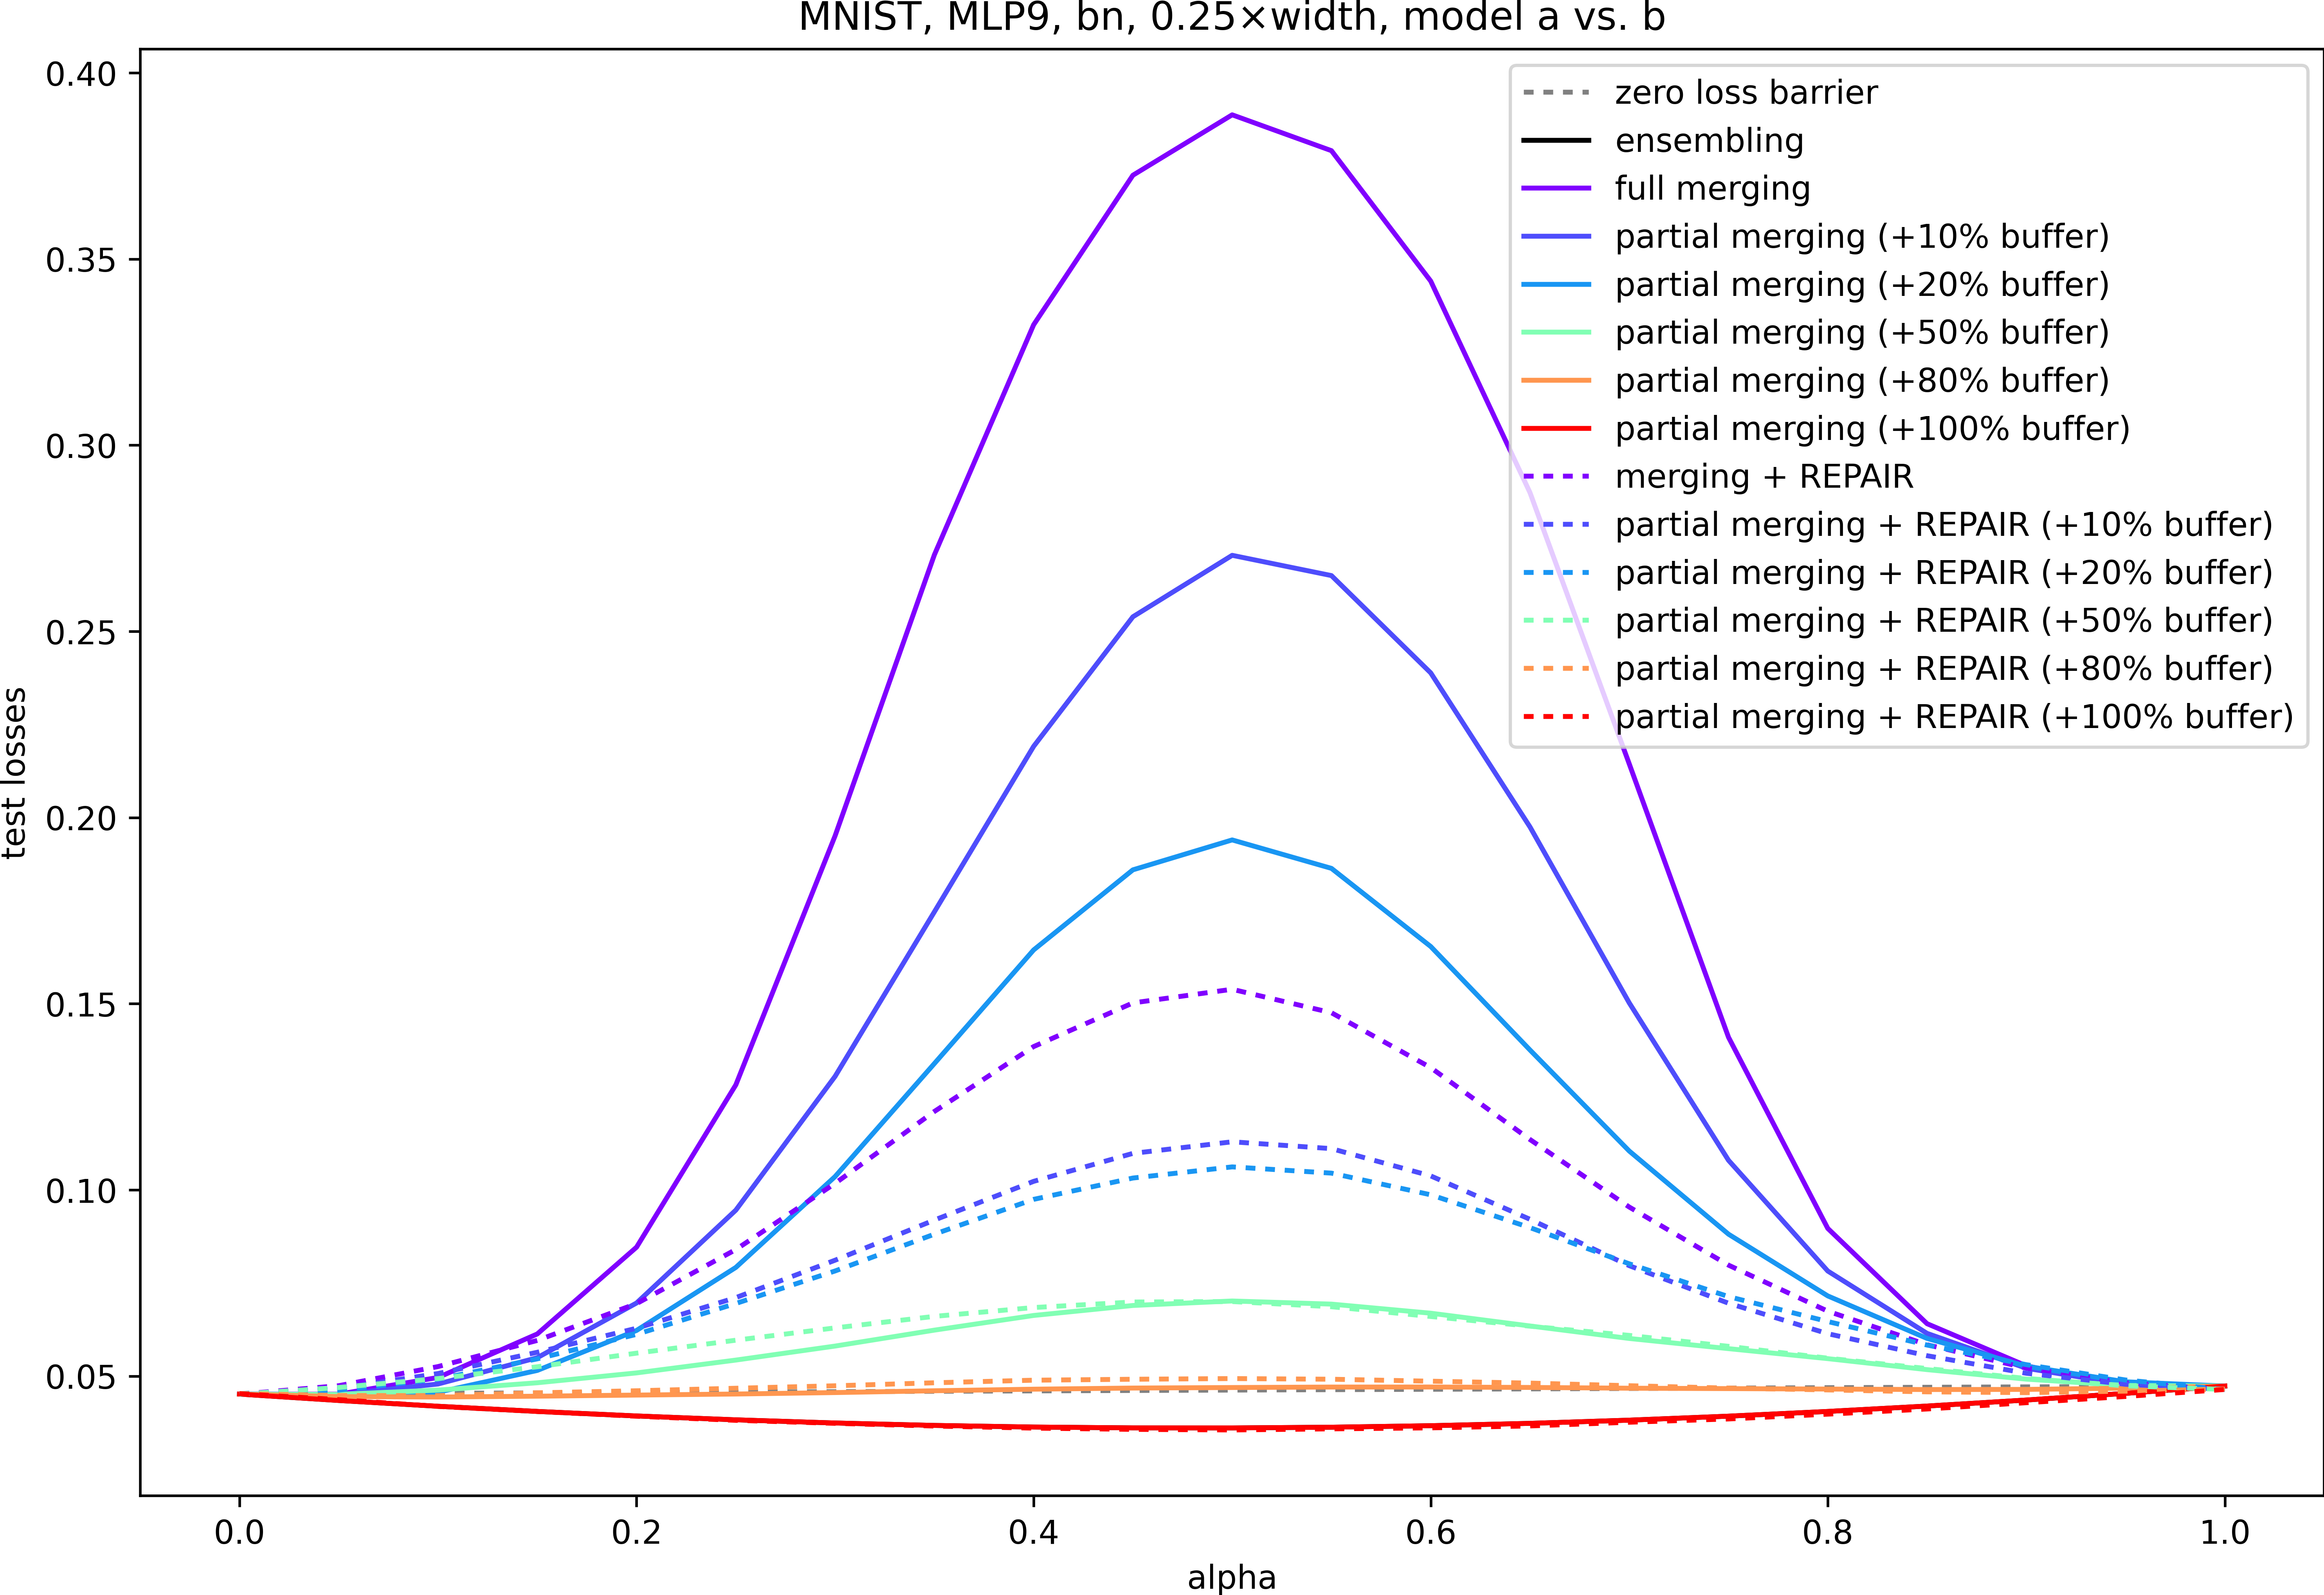 MNIST, MLP9, bn, 0.25×width, model a vs. b
test losses
0.40
0.35
0.30
0.25
0.20
0.15
0.10
0.05
zero loss barrier
ensembling
full merging
partial merging (+10% buffer)
partial merging (+20% buffer)
partial merging (+50% buffer)
partial merging (+80% buffer)
partial merging (+100% buffer)
merging + REPAIR
partial merging + REPAIR (+10% buffer)
partial merging + REPAIR (+20% buffer)
partial merging + REPAIR (+50% buffer)
partial merging + REPAIR (+80% buffer)
partial merging + REPAIR (+100% buffer)
0.0 0.2 0.4 0.6 0.8 1.0
alpha